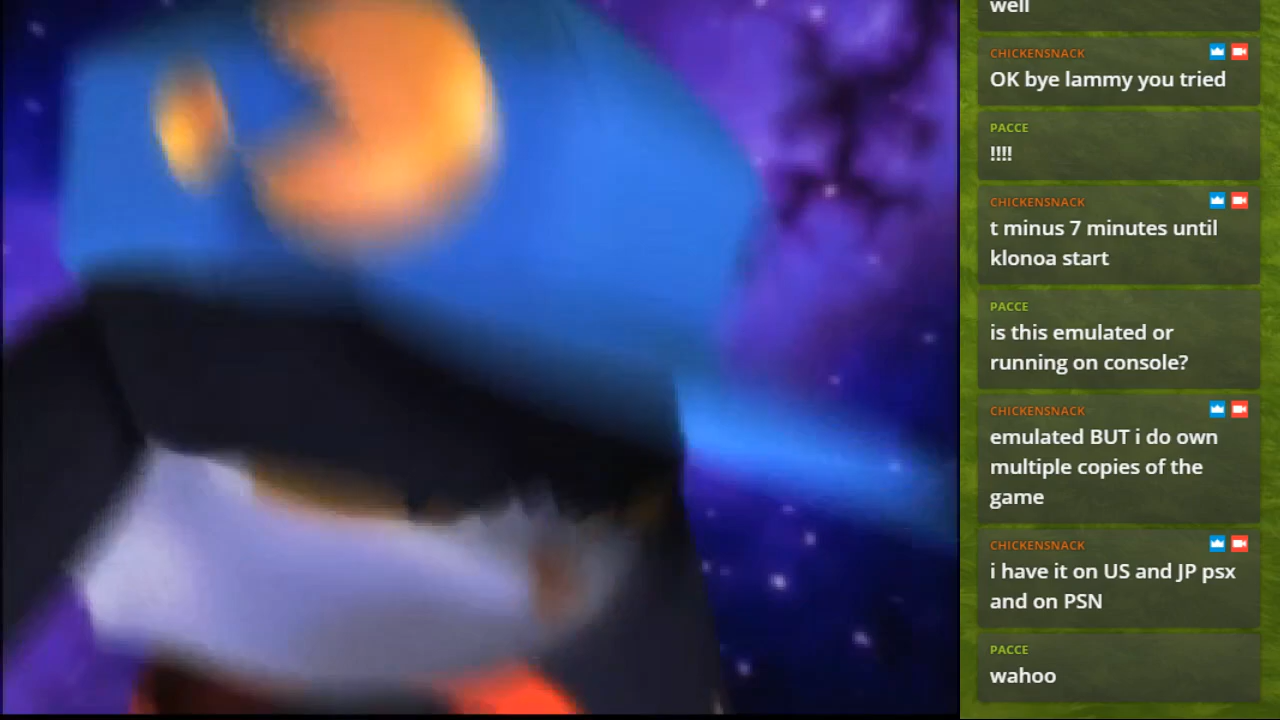 well
CHICKENSNACK
OK bye lammy you tried
PACCE
!!!!
CHICKENSNACK
t minus 7 minutes until
klonoa start
PACCE
is this emulated or
running on console?
CHICKENSNACK
emulated BUT i do own
multiple copies of the
game
CHICKENSNACK
i have it on US and JP psx
and on PSN
PACCE
wahoo